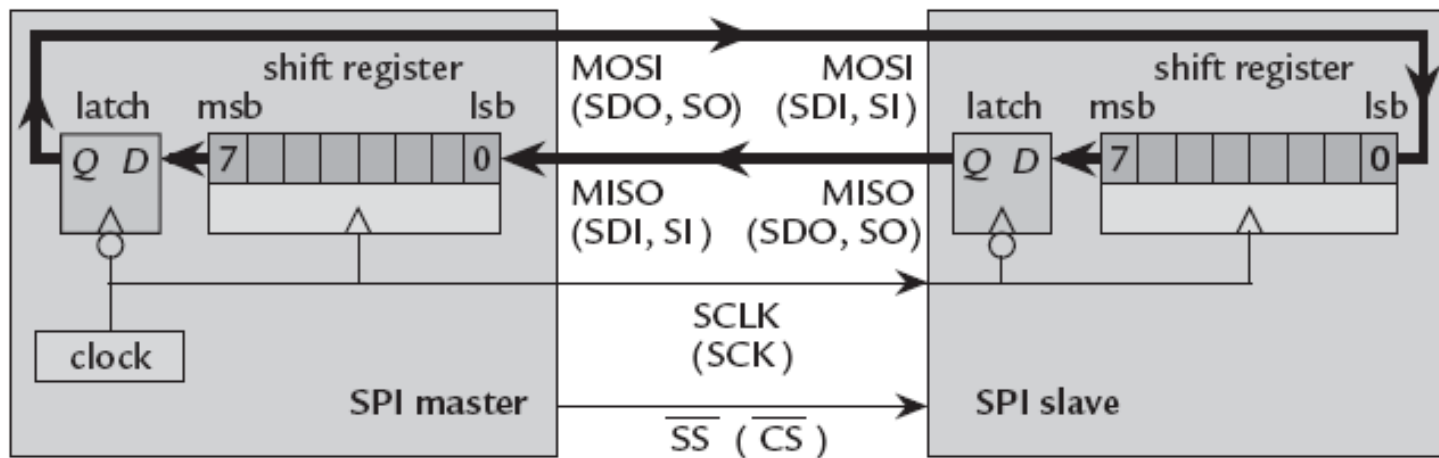 shift register
latch msb lsb
Q D 7 0
clock
SPI master
MOSI MOSI
(SDO, SO) (SDI, SI)
MISO MISO
(SDI, SI) (SDO, SO)
SCLK
(SCK)
SS (CS)
shift register
latch msb lsb
Q D 7 0
SPI slave